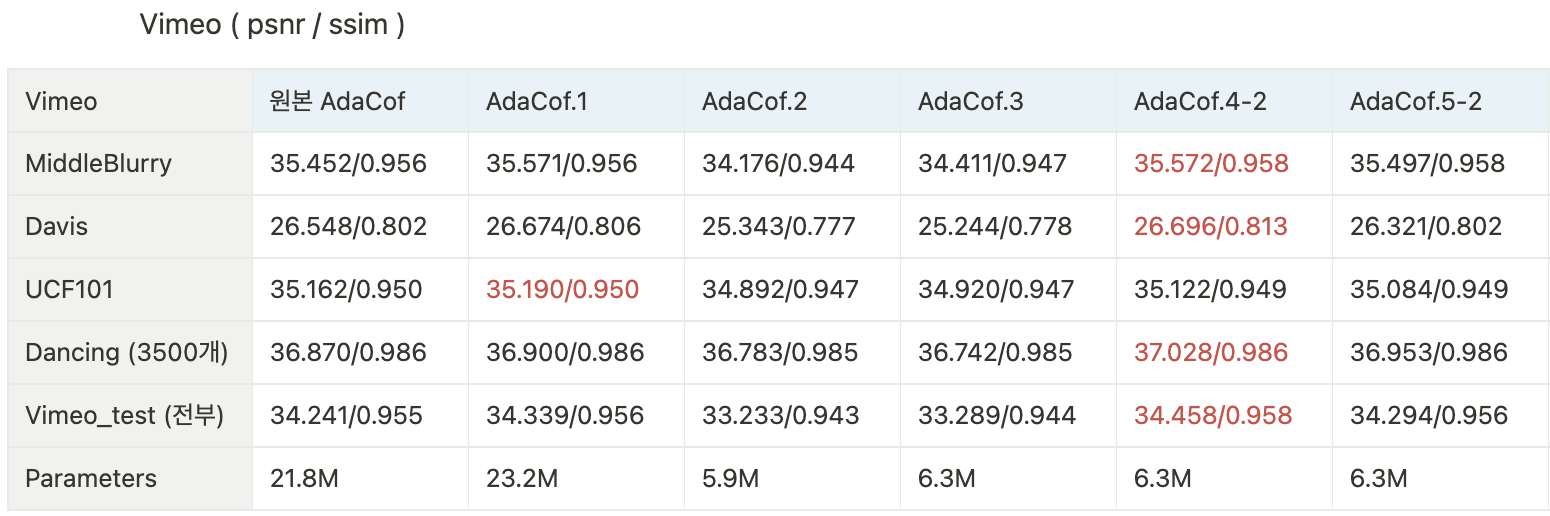 Vimeo ( psnr / ssim )
Vimeo 원본 AdaCof AdaCof.1 AdaCof.2 AdaCof.3 AdaCof.4-2 AdaCof.5-2
MiddleBlurry 35.452/0.956 35.571/0.956 34.176/0.944 34.411/0.947 35.572/0.958 35.497/0.958
Davis 26.548/0.802 26.674/0.806 25.343/0.777 25.244/0.778 26.696/0.813 26.321/0.802
UCF101 35.162/0.950 35.190/0.950 34.892/0.947 34.920/0.947 35.122/0.949 35.084/0.949
Dancing (3500개) 36.870/0.986 36.900/0.986 36.783/0.985 36.742/0.985 37.028/0.986 36.953/0.986
Vimeo_test (전부) 34.241/0.955 34.339/0.956 33.233/0.943 33.289/0.944 34.458/0.958 34.294/0.956
Parameters 21.8M 23.2M 5.9M 6.3M 6.3M 6.3M